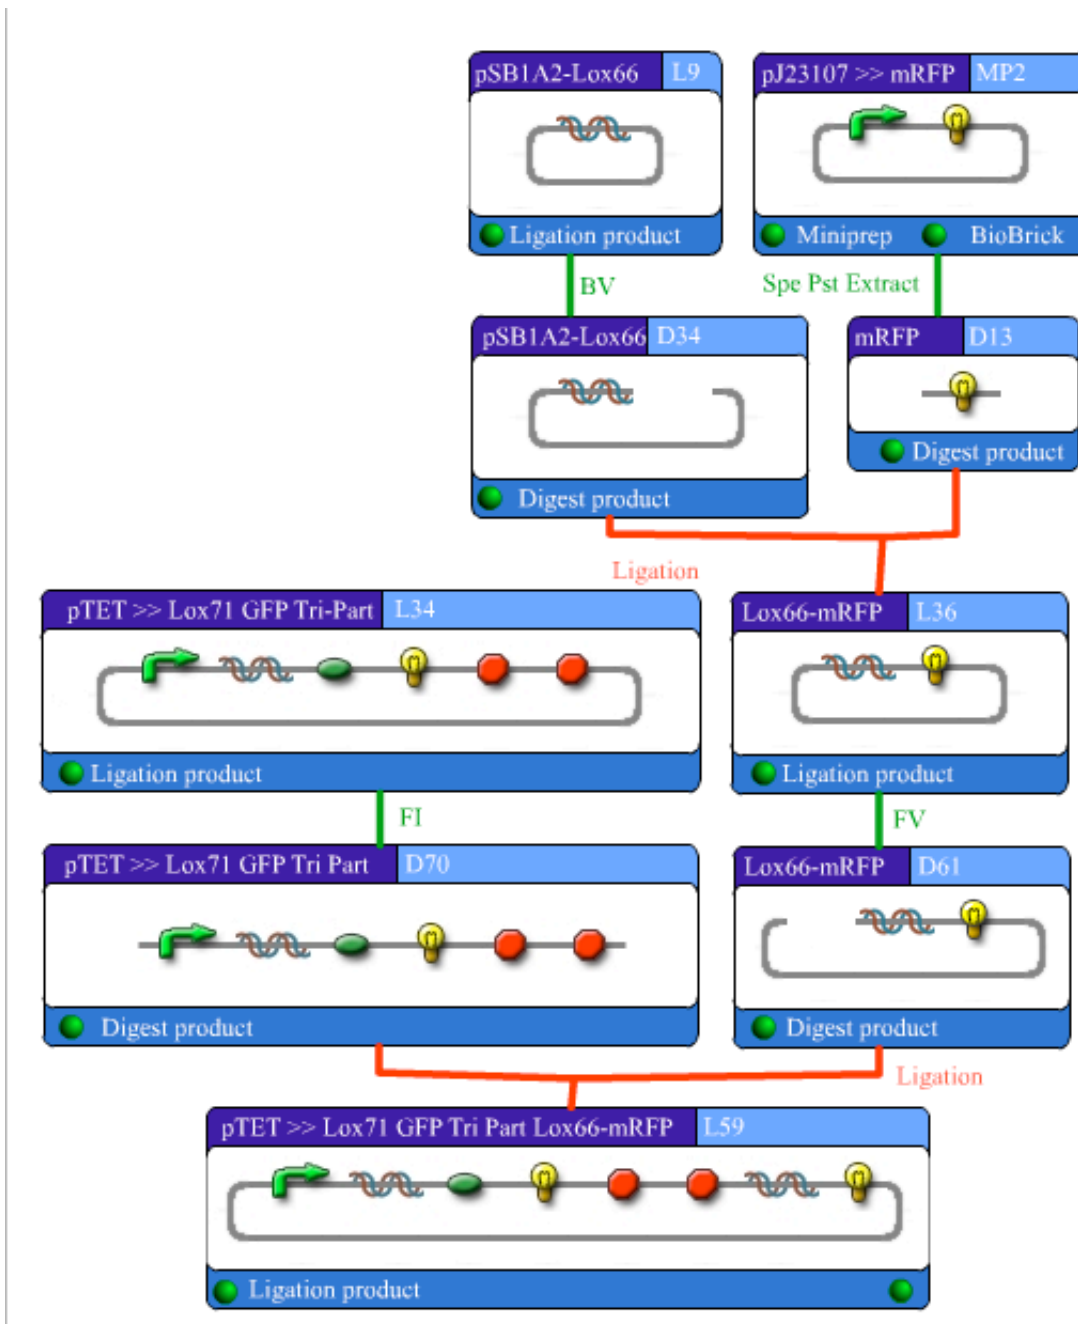 pSB1A2-Lox66 L9
pJ23107 >> mRFP MP2
Ligation product
Miniprep BioBrick
BV
Spe Pst Extract
pSB1A2-Lox66 D34
mRFP D13
Digest product
Digest product
Ligation
pTET >> Lox71 GFP Tri-Part L34
Lox66-mRFP L36
Ligation product
Ligation product
FI
FV
pTET >> Lox71 GFP Tri Part D70
Lox66-mRFP D61
Digest product
Digest product
Ligation
pTET >> Lox71 GFP Tri Part Lox66-mRFP L59
Ligation product